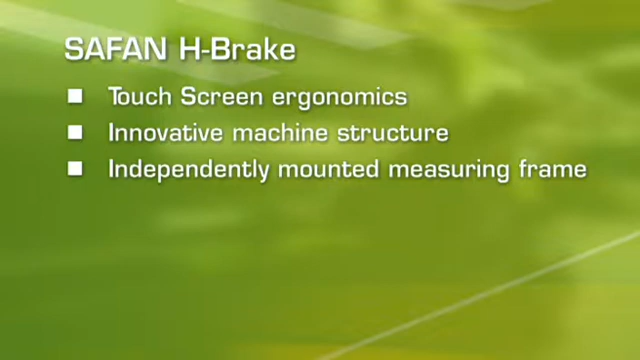 SAFAN H-Brake
Touch Screen ergonomics
Innovative machine structure
Independently mounted measuring frame